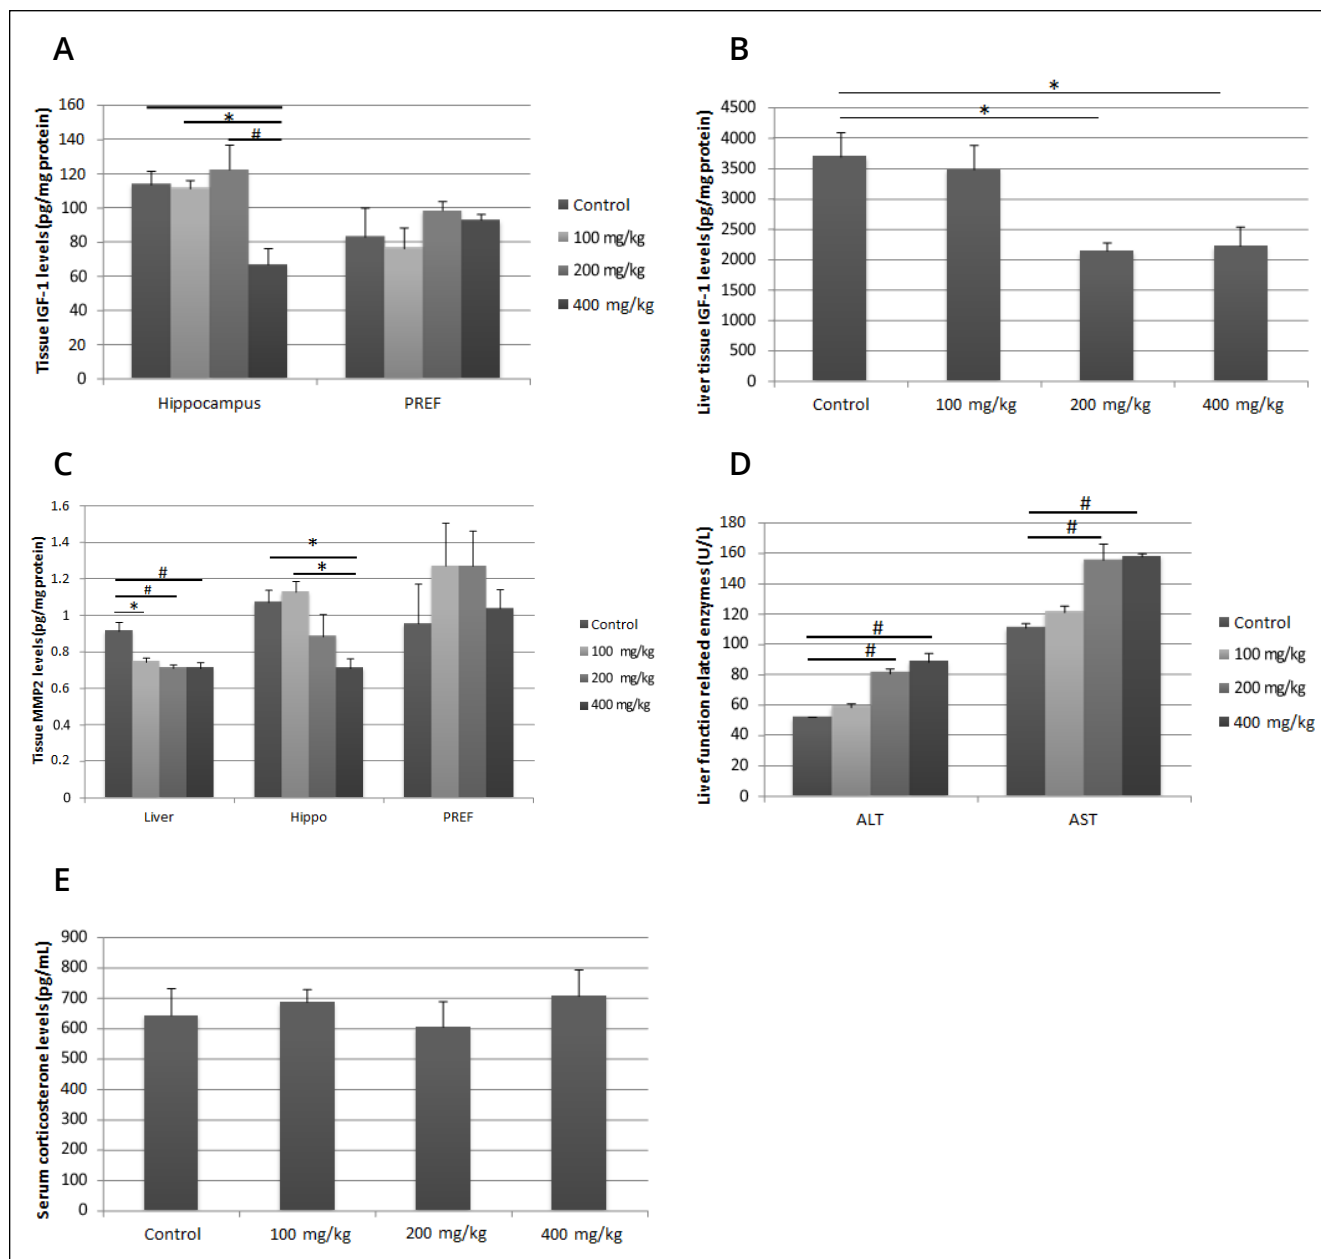 A
Tissue IGF-1 levels (pg/mg protein)
160
140
120
100
80
60
40
20
0
*
#
Hippocampus
PREF
Control
100 mg/kg
200 mg/kg
400 mg/kg
B
Liver tissue IGF-1 levels (pg/mg protein)
4500
4000
3500
3000
2500
2000
1500
1000
500
0
*
*
Control
100 mg/kg
200 mg/kg
400 mg/kg
C
Tissue MMP2 levels (pg/mg protein)
1.6
1.4
1.2
1
0.8
0.6
0.4
0.2
0
#
#
*
*
*
Liver
Hippo
PREF
Control
100 mg/kg
200 mg/kg
400 mg/kg
D
Liver function related enzymes (U/L)
180
160
140
120
100
80
60
40
20
0
#
#
#
#
ALT
AST
Control
100 mg/kg
200 mg/kg
400 mg/kg
E
Serum corticosterone levels (pg/mL)
900
800
700
600
500
400
300
200
100
0
Control
100 mg/kg
200 mg/kg
400 mg/kg